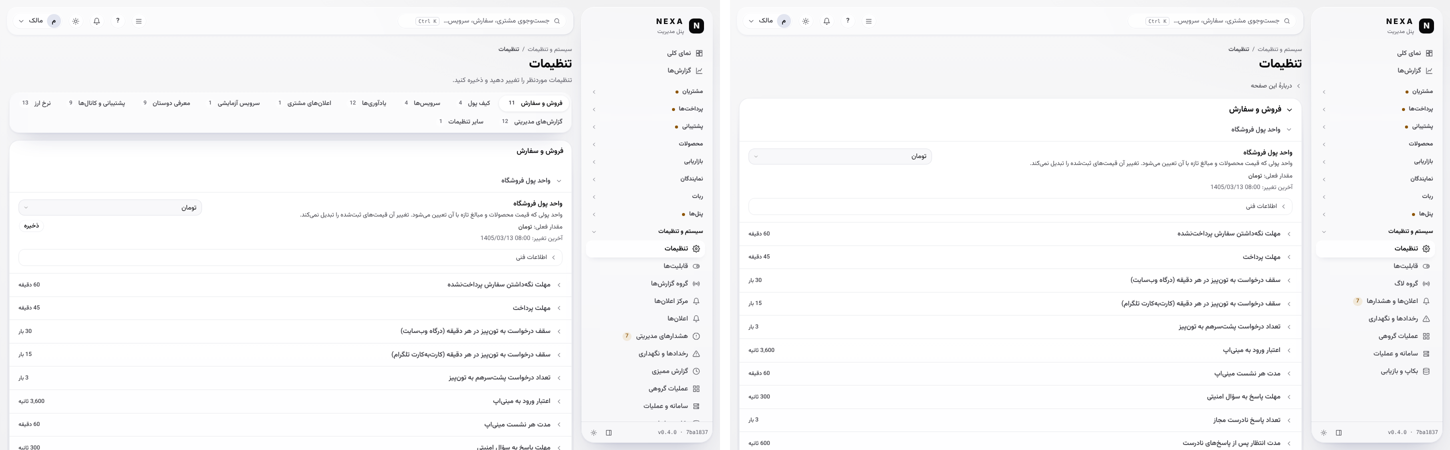 NEXA
N
پنل مدیریت
نمای کلی
گزارش‌ها
مشتریان
پرداخت‌ها
پشتیبانی
محصولات
بازاریابی
نمایندگان
ربات
پنل‌ها
سیستم و تنظیمات
تنظیمات
قابلیت‌ها
گروه لاگ
اعلان‌ها و هشدارها 7
رخدادها و نگهداری
عملیات گروهی
سامانه و عملیات
بکاپ و بازیابی
v0.4.0 · 7ba1037
جست‌وجوی مشتری، سفارش، سرویس… Ctrl K
? م مالک
سیستم و تنظیمات / تنظیمات
تنظیمات
دربارهٔ این صفحه
فروش و سفارش
واحد پول فروشگاه
واحد پول فروشگاه
تومان
واحد پولی که قیمت محصولات و مبالغ تازه با آن تعیین می‌شود. تغییر آن قیمت‌های ثبت‌شده را تبدیل نمی‌کند.
مقدار فعلی: تومان
آخرین تغییر: 08:00 1405/03/13
اطلاعات فنی
مهلت نگه‌داشتن سفارش پرداخت‌نشده 60 دقیقه
مهلت پرداخت 45 دقیقه
سقف درخواست به تون‌پیز در هر دقیقه (درگاه وب‌سایت) 30 بار
سقف درخواست به تون‌پیز در هر دقیقه (کارت‌به‌کارت تلگرام) 15 بار
تعداد درخواست پشت‌سرهم به تون‌پیز 3 بار
اعتبار ورود به مینی‌اپ 3,600 ثانیه
مدت هر نشست مینی‌اپ 60 دقیقه
مهلت پاسخ به سؤال امنیتی 300 ثانیه
تعداد پاسخ نادرست مجاز 3 بار
مدت انتظار پس از پاسخ‌های نادرست 600 ثانیه
NEXA
N
پنل مدیریت
نمای کلی
گزارش‌ها
مشتریان
پرداخت‌ها
پشتیبانی
محصولات
بازاریابی
نمایندگان
ربات
پنل‌ها
سیستم و تنظیمات
تنظیمات
قابلیت‌ها
گروه گزارش‌ها
مرکز اعلان‌ها
اعلان‌ها
هشدارهای مدیریتی 7
رخدادها و نگهداری
گزارش ممیزی
عملیات گروهی
سامانه و عملیات
v0.4.0 · 7ba1037
جست‌وجوی مشتری، سفارش، سرویس… Ctrl K
? م مالک
سیستم و تنظیمات / تنظیمات
تنظیمات
تنظیمات موردنظر را تغییر دهید و ذخیره کنید.
فروش و سفارش 11 کیف پول 4 سرویس‌ها 4 یادآوری‌ها 12 اعلان‌های مشتری 1 سرویس آزمایشی 1 معرفی دوستان 9 پشتیبانی و کانال‌ها 9 نرخ ارز 13
گزارش‌های مدیریتی 12 سایر تنظیمات 1
فروش و سفارش
واحد پول فروشگاه
واحد پول فروشگاه
تومان
واحد پولی که قیمت محصولات و مبالغ تازه با آن تعیین می‌شود. تغییر آن قیمت‌های ثبت‌شده را تبدیل نمی‌کند.
مقدار فعلی: تومان
ذخیره
آخرین تغییر: 08:00 1405/03/13
اطلاعات فنی
مهلت نگه‌داشتن سفارش پرداخت‌نشده 60 دقیقه
مهلت پرداخت 45 دقیقه
سقف درخواست به تون‌پیز در هر دقیقه (درگاه وب‌سایت) 30 بار
سقف درخواست به تون‌پیز در هر دقیقه (کارت‌به‌کارت تلگرام) 15 بار
تعداد درخواست پشت‌سرهم به تون‌پیز 3 بار
اعتبار ورود به مینی‌اپ 3,600 ثانیه
مدت هر نشست مینی‌اپ 60 دقیقه
مهلت پاسخ به سؤال امنیتی 300 ثانیه